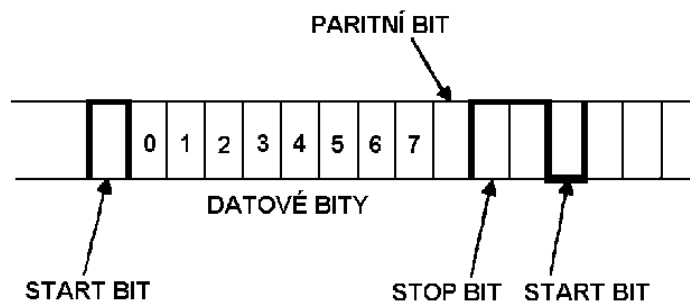 PARITNÍ BIT
0 1 2 3 4 5 6 7
DATOVÉ BITY
START BIT STOP BIT START BIT